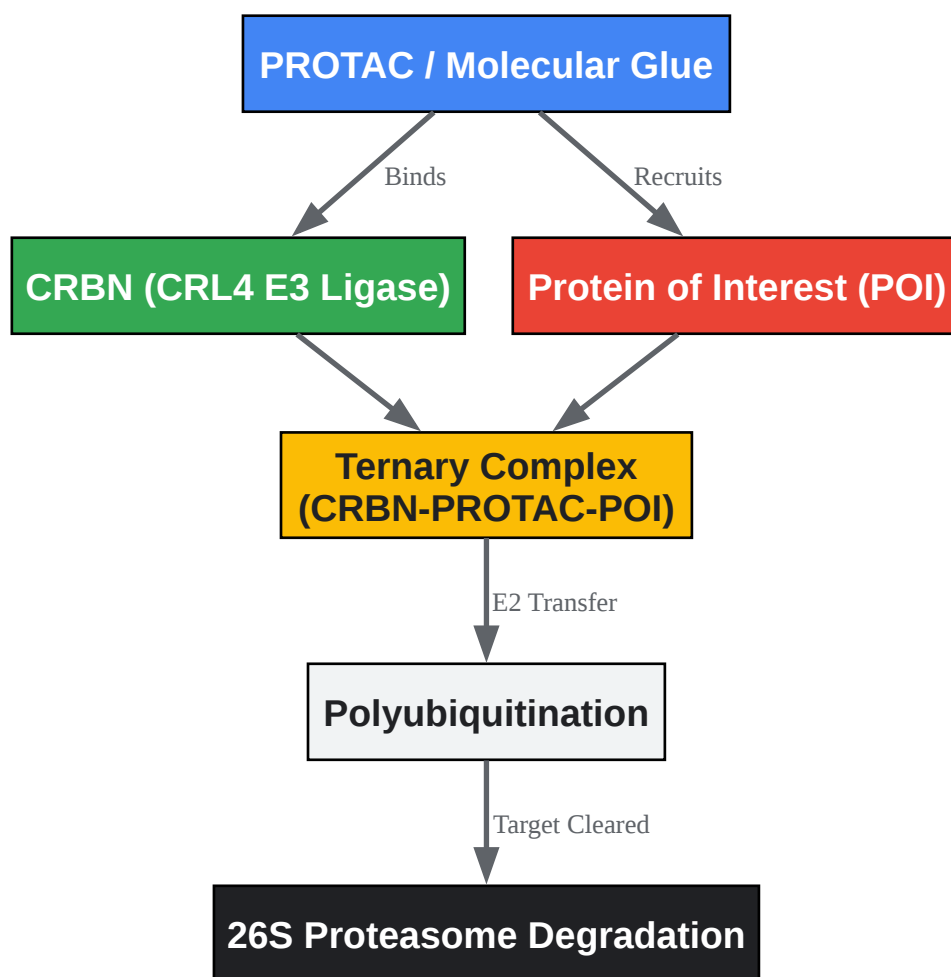 PROTAC / Molecular Glue
Binds
Recruits
CRBN (CRL4 E3 Ligase)
Protein of Interest (POI)
Ternary Complex
(CRBN-PROTAC-POI)
E2 Transfer
Polyubiquitination
Target Cleared
26S Proteasome Degradation